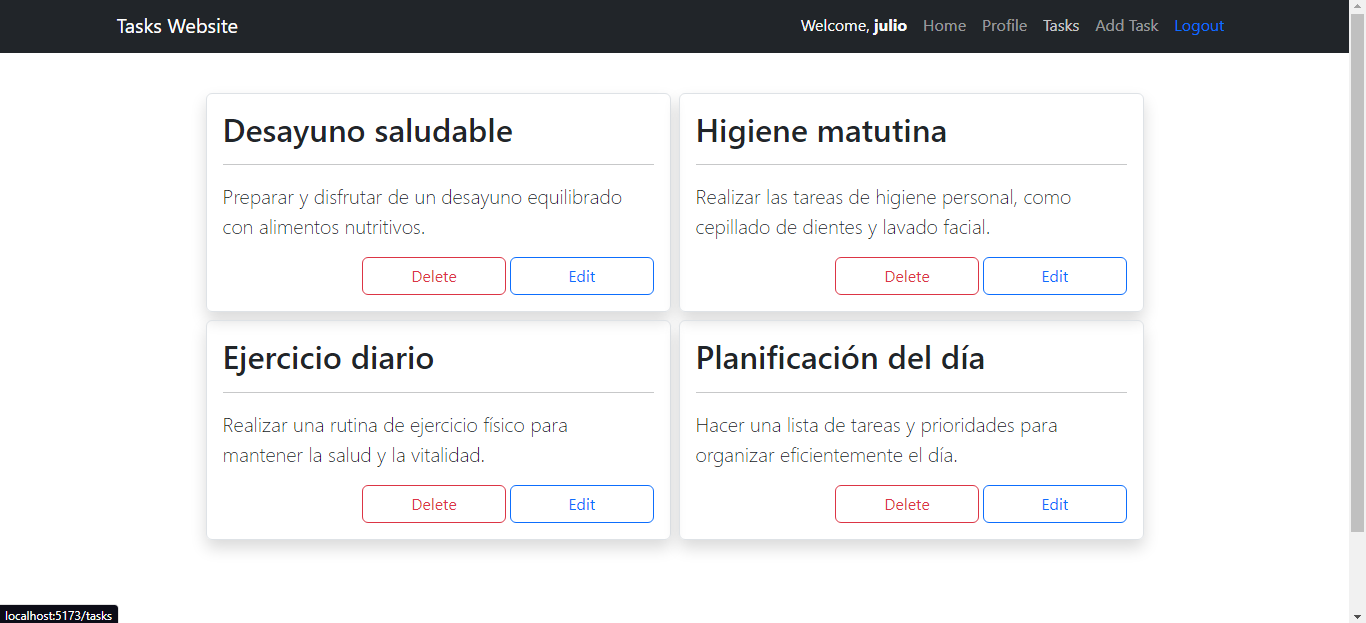 Tasks Website
Welcome, julio Home Profile Tasks Add Task Logout
Desayuno saludable
Preparar y disfrutar de un desayuno equilibrado
con alimentos nutritivos.
Delete Edit
Higiene matutina
Realizar las tareas de higiene personal, como
cepillado de dientes y lavado facial.
Delete Edit
Ejercicio diario
Realizar una rutina de ejercicio físico para
mantener la salud y la vitalidad.
Delete Edit
Planificación del día
Hacer una lista de tareas y prioridades para
organizar eficientemente el día.
Delete Edit
localhost:5173/tasks